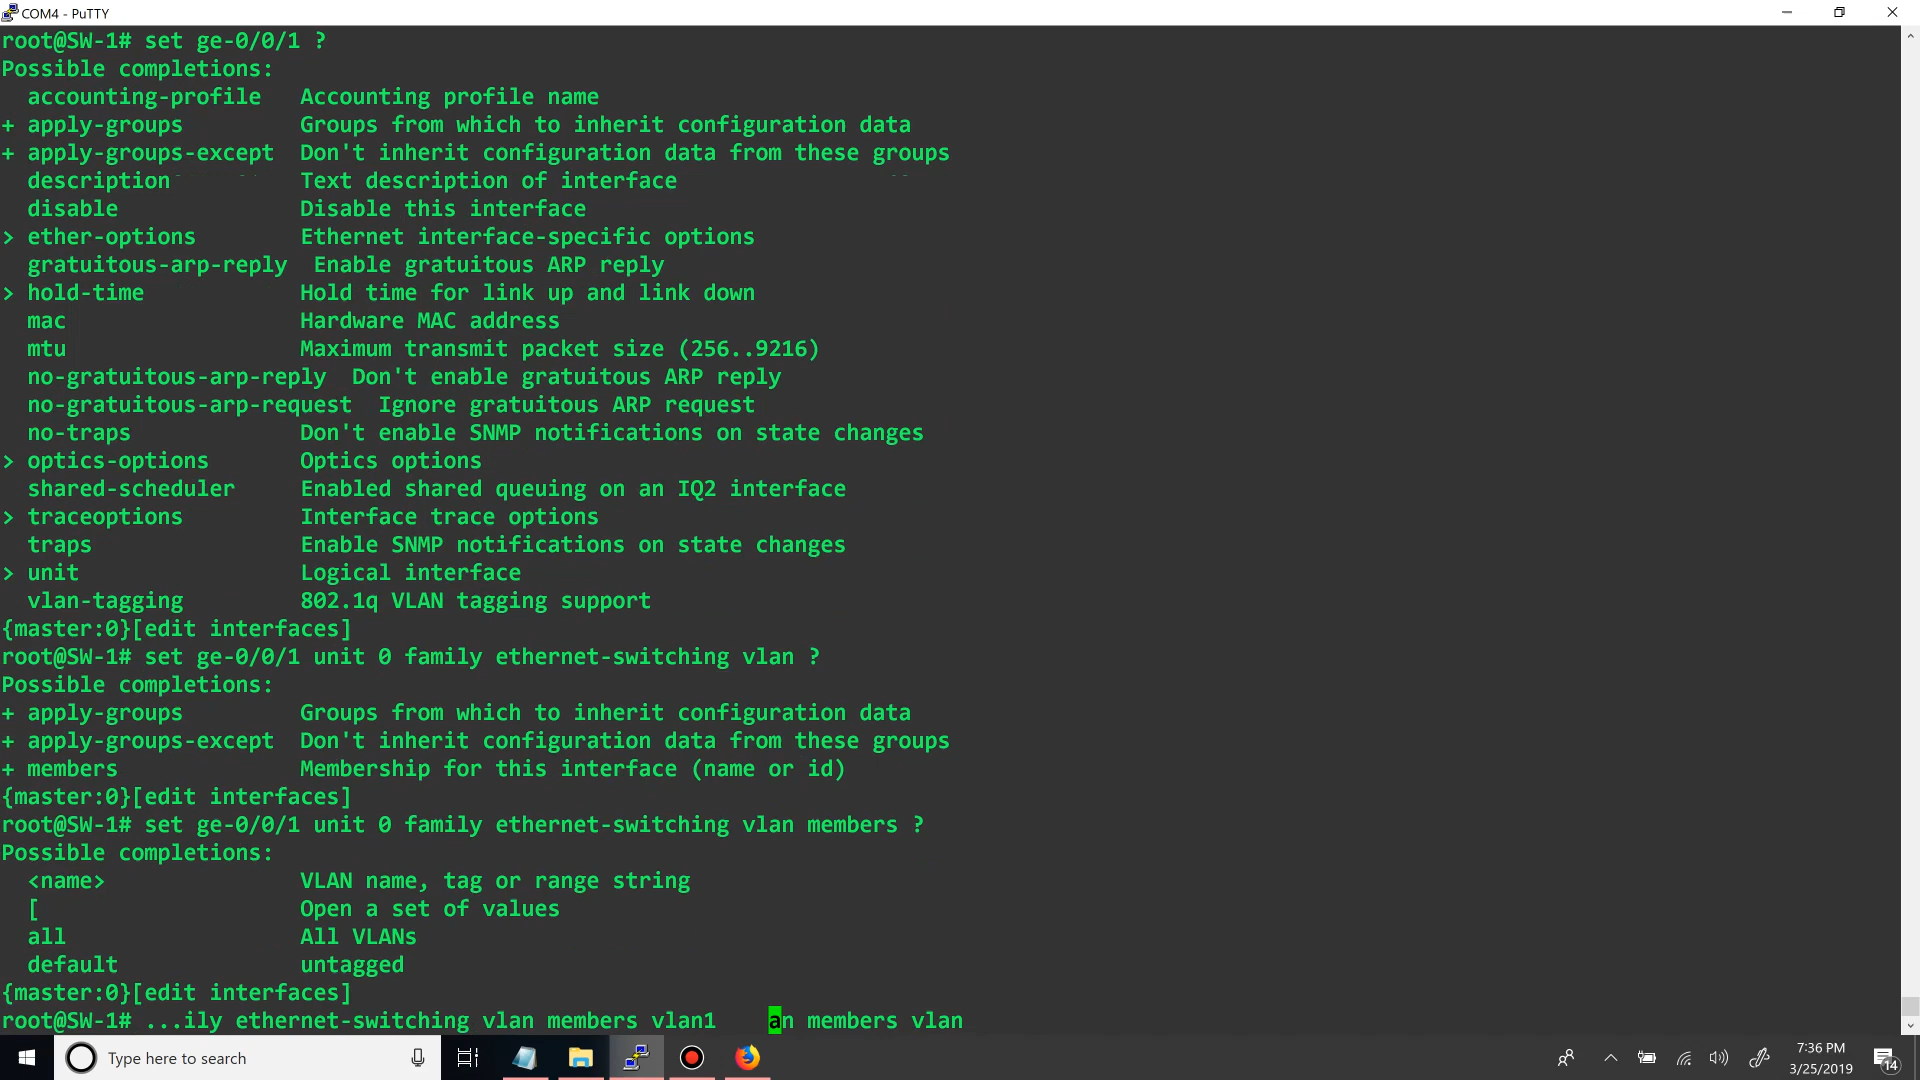 COM4 - PuTTY
root@SW-1# set ge-0/0/1 ?
Possible completions:
accounting-profile Accounting profile name
+ apply-groups Groups from which to inherit configuration data
+ apply-groups-except Don't inherit configuration data from these groups
description Text description of interface
disable Disable this interface
> ether-options Ethernet interface-specific options
gratuitous-arp-reply Enable gratuitous ARP reply
> hold-time Hold time for link up and link down
mac Hardware MAC address
mtu Maximum transmit packet size (256..9216)
no-gratuitous-arp-reply Don't enable gratuitous ARP reply
no-gratuitous-arp-request Ignore gratuitous ARP request
no-traps Don't enable SNMP notifications on state changes
> optics-options Optics options
shared-scheduler Enabled shared queuing on an IQ2 interface
> traceoptions Interface trace options
traps Enable SNMP notifications on state changes
> unit Logical interface
vlan-tagging 802.1q VLAN tagging support
{master:0}[edit interfaces]
root@SW-1# set ge-0/0/1 unit 0 family ethernet-switching vlan ?
Possible completions:
+ apply-groups Groups from which to inherit configuration data
+ apply-groups-except Don't inherit configuration data from these groups
+ members Membership for this interface (name or id)
{master:0}[edit interfaces]
root@SW-1# set ge-0/0/1 unit 0 family ethernet-switching vlan members ?
Possible completions:
<name> VLAN name, tag or range string
[ Open a set of values
all All VLANs
default untagged
{master:0}[edit interfaces]
root@SW-1# ...ily ethernet-switching vlan members vlan1 an members vlan
Type here to search
7:36 PM
3/25/2019
14